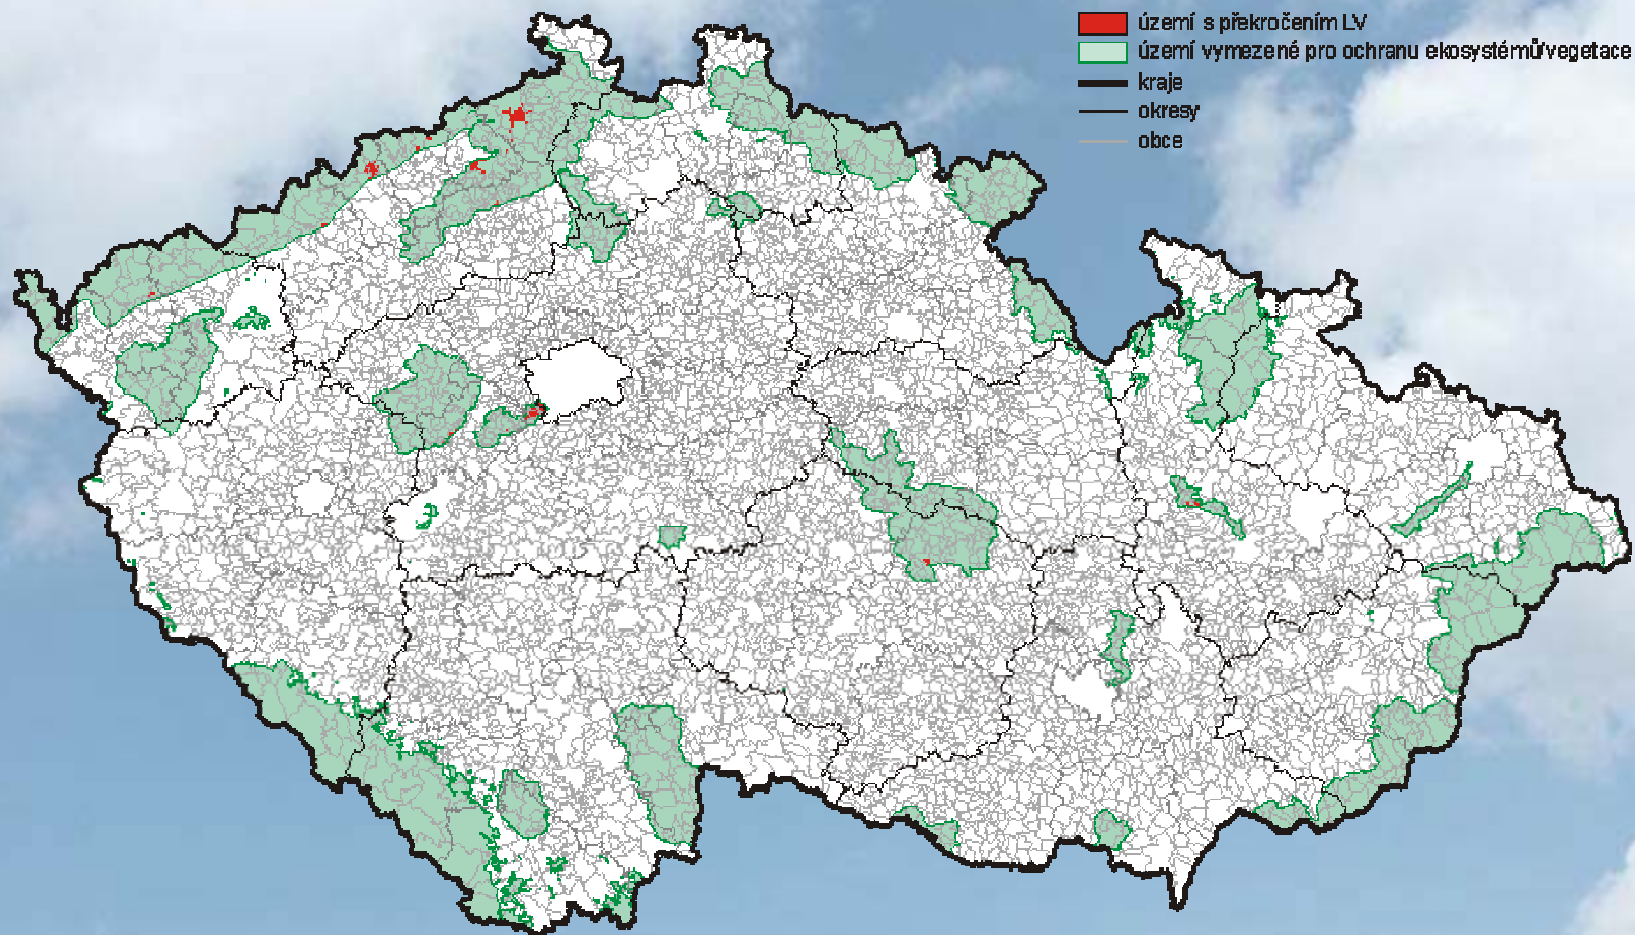 území s překročením LV
území vymezené pro ochranu ekosystémů/vegetace
kraje
okresy
obce